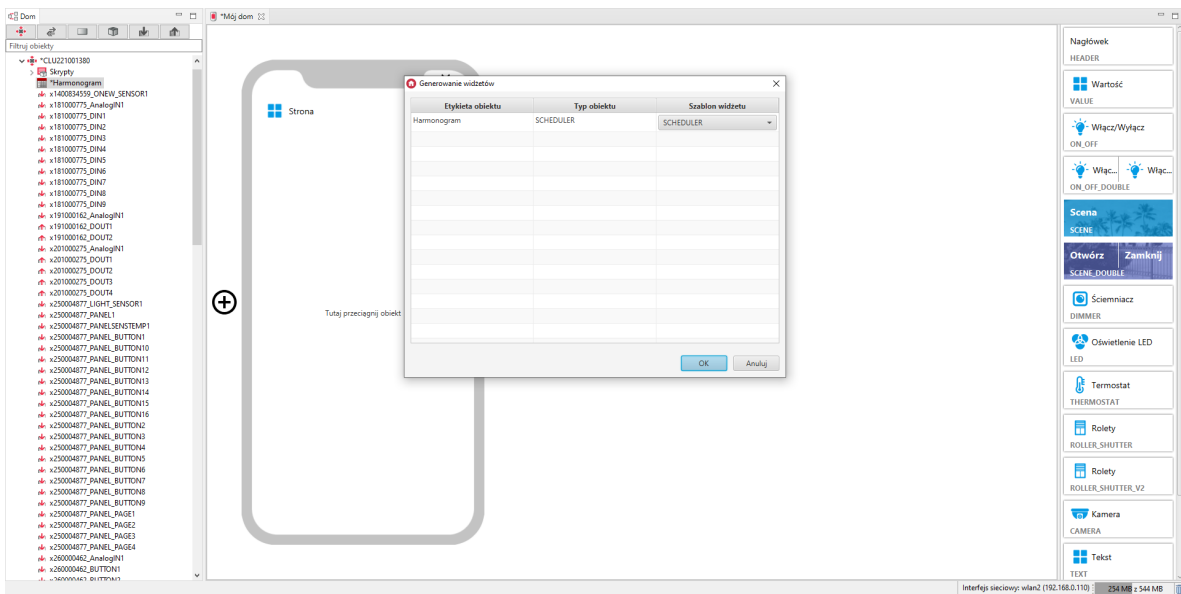 Dom
*Mój dom
Filtruj obiekty
*CLU221001380
Skrypty
*Harmonogram
x1400834559_ONEW_SENSOR1
x181000775_AnalogIN1
x181000775_DIN1
x181000775_DIN2
x181000775_DIN3
x181000775_DIN4
x181000775_DIN5
x181000775_DIN6
x181000775_DIN7
x181000775_DIN8
x181000775_DIN9
x191000162_AnalogIN1
x191000162_DOUT1
x191000162_DOUT2
x201000275_AnalogIN1
x201000275_DOUT1
x201000275_DOUT2
x201000275_DOUT3
x201000275_DOUT4
x250004877_LIGHT_SENSOR1
x250004877_PANEL1
x250004877_PANELSENSTEMP1
x250004877_PANEL_BUTTON1
x250004877_PANEL_BUTTON10
x250004877_PANEL_BUTTON11
x250004877_PANEL_BUTTON12
x250004877_PANEL_BUTTON13
x250004877_PANEL_BUTTON14
x250004877_PANEL_BUTTON15
x250004877_PANEL_BUTTON16
x250004877_PANEL_BUTTON2
x250004877_PANEL_BUTTON3
x250004877_PANEL_BUTTON4
x250004877_PANEL_BUTTON5
x250004877_PANEL_BUTTON6
x250004877_PANEL_BUTTON7
x250004877_PANEL_BUTTON8
x250004877_PANEL_BUTTON9
x250004877_PANEL_PAGE1
x250004877_PANEL_PAGE2
x250004877_PANEL_PAGE3
x250004877_PANEL_PAGE4
x260000462_AnalogIN1
x260000462_BUTTON1
x260000462_BUTTON2
Strona
Tutaj przeciągnij obiekt
Generowanie widżetów
Etykieta obiektu Typ obiektu Szablon widżetu
Harmonogram SCHEDULER SCHEDULER
OK Anuluj
Nagłówek
HEADER
Wartość
VALUE
Włącz/Wyłącz
ON_OFF
Włąc... Włąc...
ON_OFF_DOUBLE
Scena
SCENE
Otwórz Zamknij
SCENE_DOUBLE
Ściemniacz
DIMMER
Oświetlenie LED
LED
Termostat
THERMOSTAT
Rolety
ROLLER_SHUTTER
Rolety
ROLLER_SHUTTER_V2
Kamera
CAMERA
Tekst
TEXT
Interfejs sieciowy: wlan2 (192.168.0.110) 254 MB z 544 MB